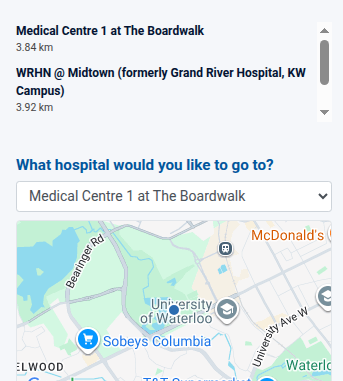 Medical Centre 1 at The Boardwalk
3.84 km
WRHN @ Midtown (formerly Grand River Hospital, KW
Campus)
3.92 km
What hospital would you like to go to?
Medical Centre 1 at The Boardwalk
McDonald's
Bearinger Rd
University
of Waterloo
University Ave W
Sobeys Columbia
ELWOOD
Waterlo
T&T Supermarket